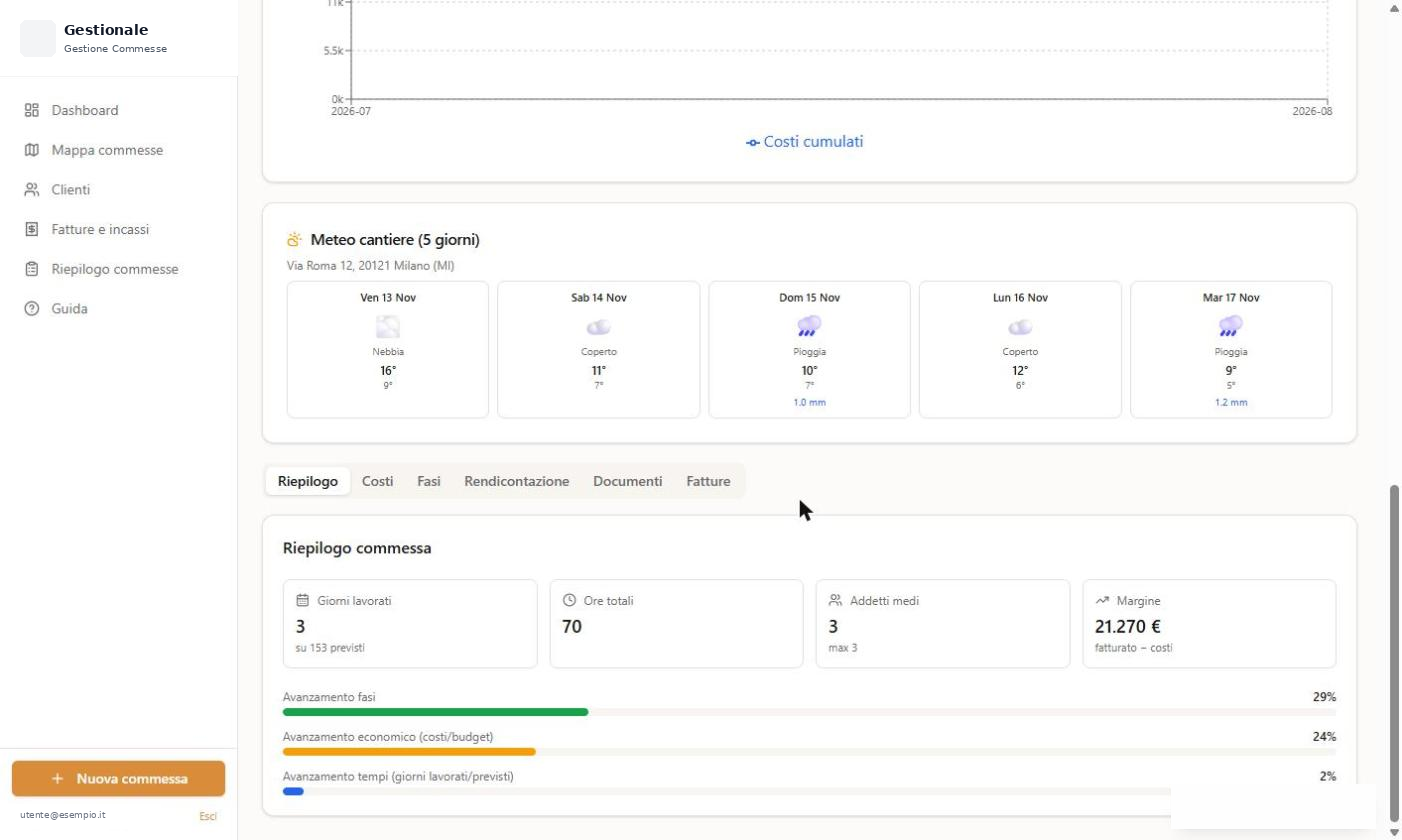 Gestionale
Gestione Commesse
Dashboard
Mappa commesse
Clienti
Fatture e incassi
Riepilogo commesse
Guida
Nuova commessa
utente@esempio.it Esci
11k
5.5k
0k
2026-07 2026-08
Costi cumulati
Meteo cantiere (5 giorni)
Via Roma 12, 20121 Milano (MI)
Ven 13 Nov
Nebbia
16°
9°
Sab 14 Nov
Coperto
11°
7°
Dom 15 Nov
Pioggia
10°
7°
1.0 mm
Lun 16 Nov
Coperto
12°
6°
Mar 17 Nov
Pioggia
9°
5°
1.2 mm
Riepilogo Costi Fasi Rendicontazione Documenti Fatture
Riepilogo commessa
Giorni lavorati
3
su 153 previsti
Ore totali
70
Addetti medi
3
max 3
Margine
21.270 €
fatturato − costi
Avanzamento fasi 29%
Avanzamento economico (costi/budget) 24%
Avanzamento tempi (giorni lavorati/previsti) 2%